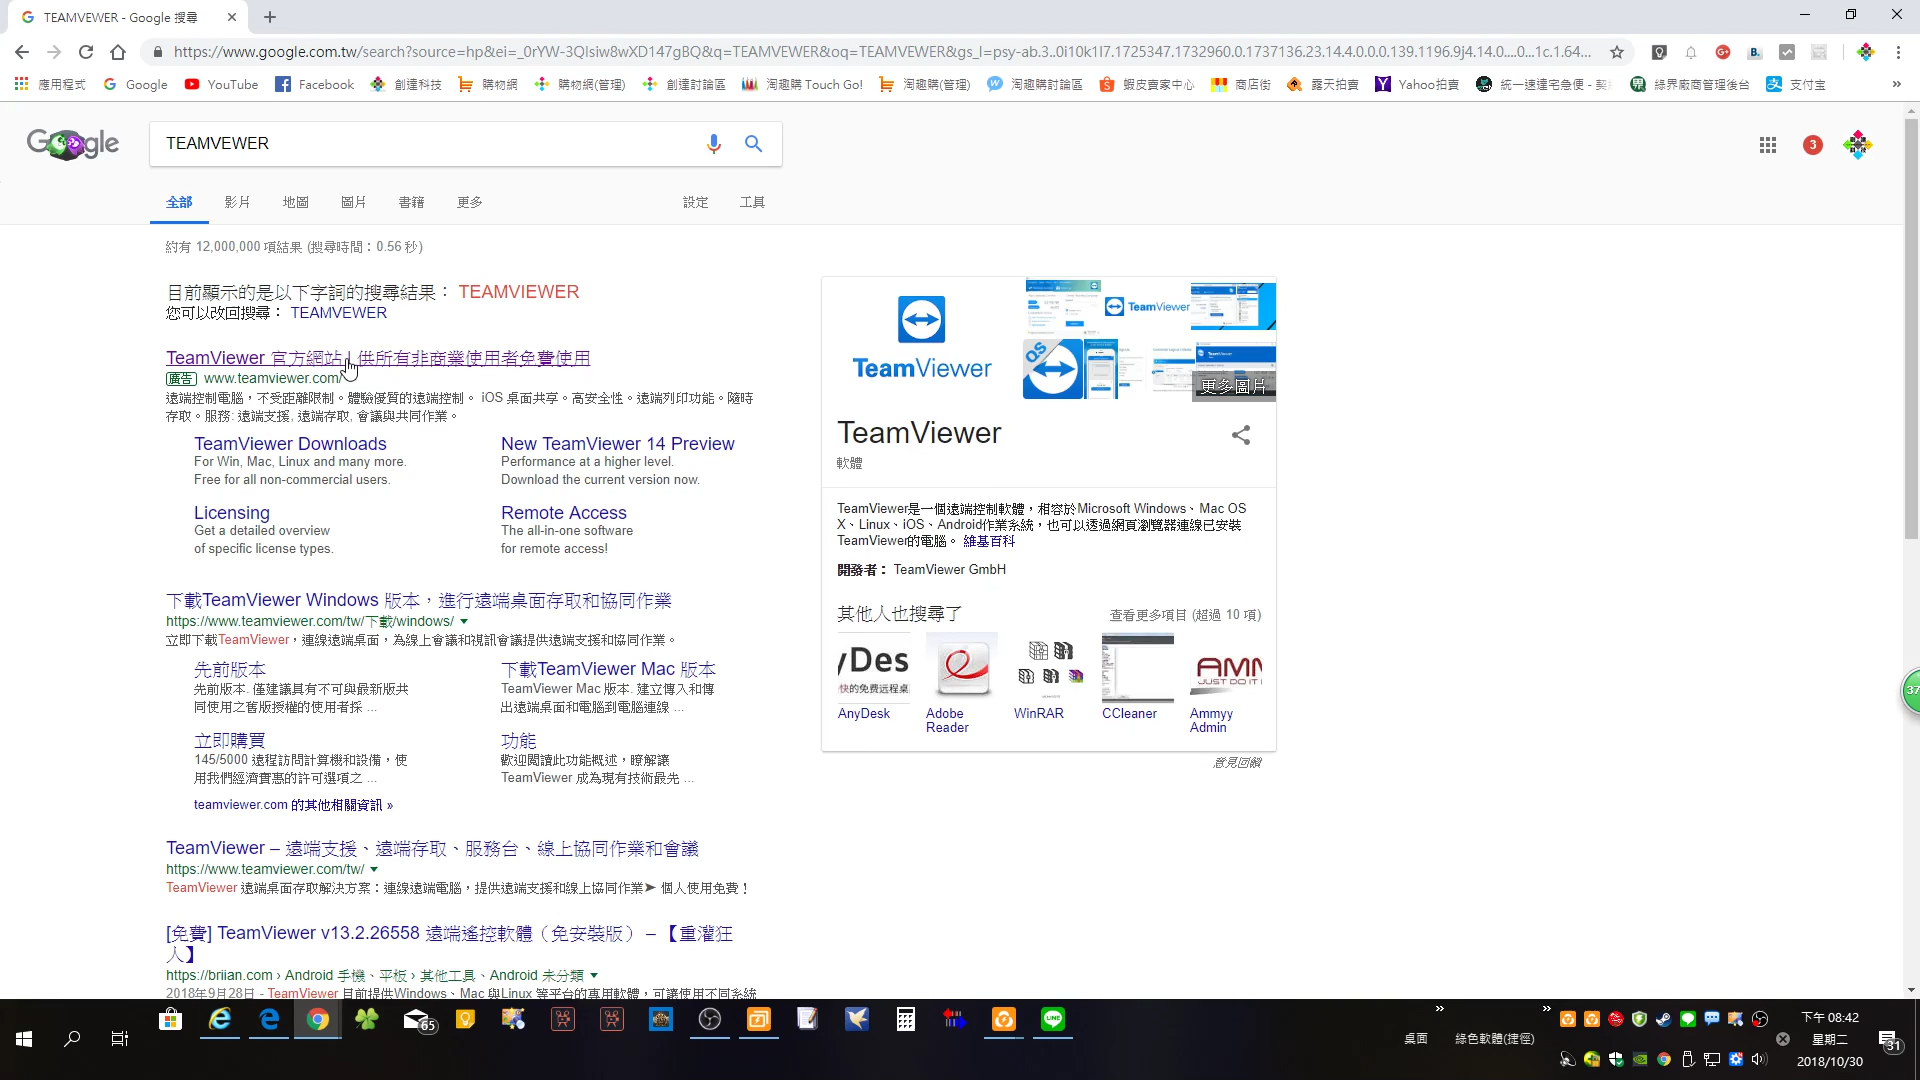 TEAMVEWER - Google 搜尋
https://www.google.com.tw/search?source=hp&ei=_0rYW-3QIsiw8wXD147gBQ&q=TEAMVEWER&oq=TEAMVEWER&gs_l=psy-ab.3..0i10k1l7.1725347.1732960.0.1737136.23.14.4.0.0.0.139.1196.9j4.14.0....0...1c.1.64...
應用程式 Google YouTube Facebook 創達科技 購物網 購物網(管理) 創達討論區 淘趣購 Touch Go! 淘趣購(管理) 淘趣購討論區 蝦皮賣家中心 商店街 露天拍賣 Yahoo拍賣 統一速達宅急便 - 綠界廠商管理後台 支付宝 »
Google
TEAMVEWER
3
全部 影片 地圖 圖片 書籍 更多 設定 工具
約有 12,000,000 項結果 (搜尋時間：0.56 秒)
目前顯示的是以下字詞的搜尋結果： TEAMVIEWER
您可以改回搜尋： TEAMVEWER
TeamViewer 官方網站 供所有非商業使用者免費使用
廣告 www.teamviewer.com/
遠端控制電腦，不受距離限制。體驗優質的遠端控制。 iOS 桌面共享。高安全性。遠端列印功能。隨時
存取。服務: 遠端支援, 遠端存取, 會議與共同作業。
TeamViewer Downloads
For Win, Mac, Linux and many more.
Free for all non-commercial users.
New TeamViewer 14 Preview
Performance at a higher level.
Download the current version now.
Licensing
Get a detailed overview
of specific license types.
Remote Access
The all-in-one software
for remote access!
下載TeamViewer Windows 版本，進行遠端桌面存取和協同作業
https://www.teamviewer.com/tw/下載/windows/
立即下載TeamViewer，連線遠端桌面，為線上會議和視訊會議提供遠端支援和協同作業。
先前版本
先前版本. 僅建議具有不可與最新版共
同使用之舊版授權的使用者採 ...
下載TeamViewer Mac 版本
TeamViewer Mac 版本. 建立傳入和傳
出遠端桌面和電腦到電腦連線 ...
立即購買
145/5000 遠程訪問計算機和設備，使
用我們經濟實惠的許可選項之 ...
功能
歡迎閱讀此功能概述，瞭解讓
TeamViewer 成為現有技術最先 ...
teamviewer.com 的其他相關資訊 »
TeamViewer – 遠端支援、遠端存取、服務台、線上協同作業和會議
https://www.teamviewer.com/tw/
TeamViewer 遠端桌面存取解決方案：連線遠端電腦，提供遠端支援和線上協同作業➤ 個人使用免費！
[免費] TeamViewer v13.2.26558 遠端遙控軟體（免安裝版） – 【重灌狂
人】
https://briian.com › Android 手機、平板 › 其他工具、Android 未分類
2018年9月28日 - TeamViewer 目前提供Windows、Mac 與Linux 等平台的專用軟體，可讓使用不同系統
TeamViewer
TeamViewer
QS
更多圖片
TeamViewer
軟體
TeamViewer是一個遠端控制軟體，相容於Microsoft Windows、Mac OS
X、Linux、iOS、Android作業系統，也可以透過網頁瀏覽器連線已安裝
TeamViewer的電腦。 維基百科
開發者： TeamViewer GmbH
其他人也搜尋了 查看更多項目 (超過 10 項)
yDes
快的免费远程桌
AMM
JUST DO IT
AnyDesk
Adobe
Reader
WinRAR
CCleaner
Ammyy
Admin
意見回饋
37
65
桌面 綠色軟體(捷徑)
下午 08:42
星期二
2018/10/30
31